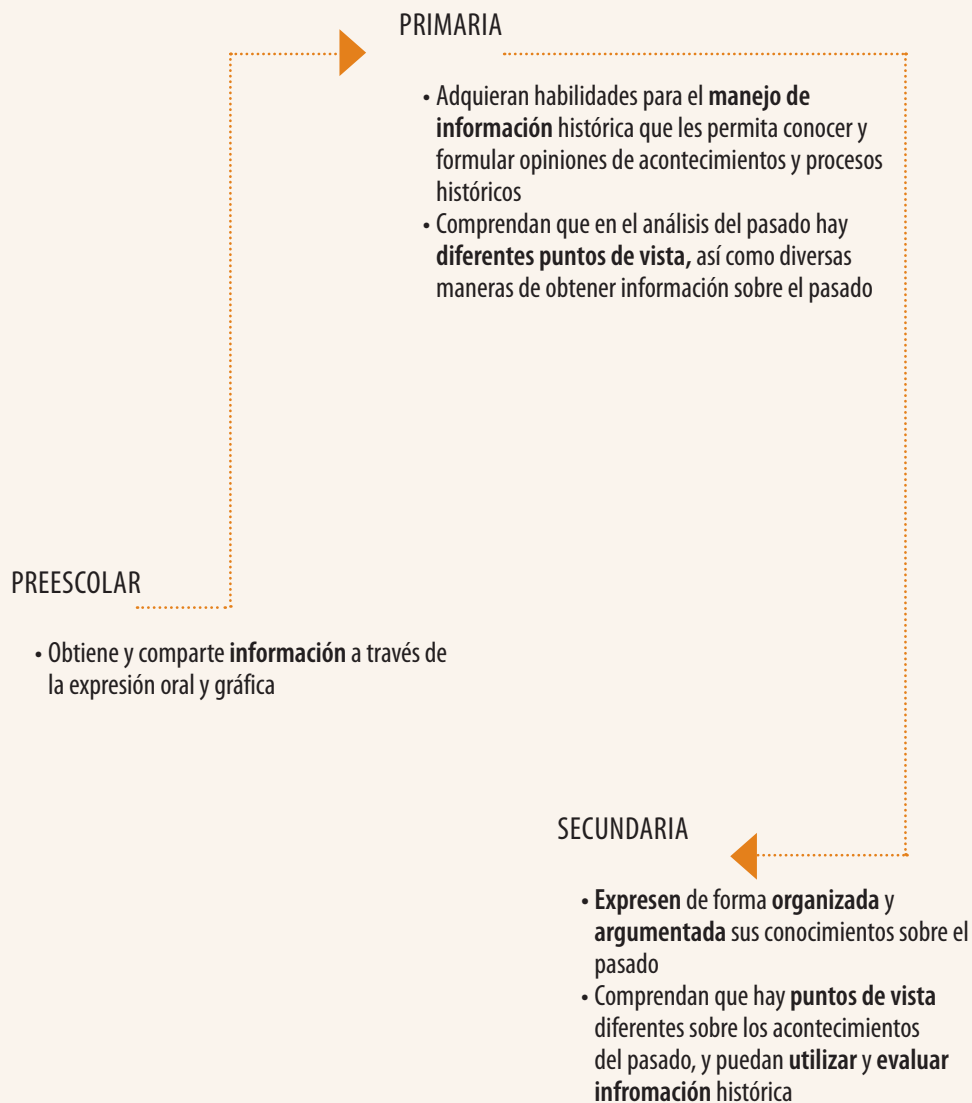 PRIMARIA
• Adquieran habilidades para el manejo de
información histórica que les permita conocer y
formular opiniones de acontecimientos y procesos
históricos
• Comprendan que en el análisis del pasado hay
diferentes puntos de vista, así como diversas
maneras de obtener información sobre el pasado
PREESCOLAR
• Obtiene y comparte información a través de
la expresión oral y gráfica
SECUNDARIA
• Expresen de forma organizada y
argumentada sus conocimientos sobre el
pasado
• Comprendan que hay puntos de vista
diferentes sobre los acontecimientos
del pasado, y puedan utilizar y evaluar
infromación histórica